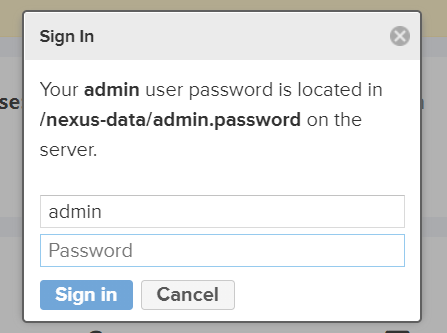 Sign In
Your admin user password is located in
/nexus-data/admin.password on the
server.
admin
Password
Sign in
Cancel
se